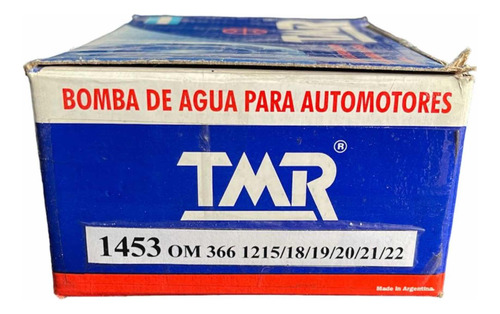 BOMBA DE AGUA PARA AUTOMOTORES
TMR®
1453 OM 366 1215/18/19/20/21/22
Made in Argentina.